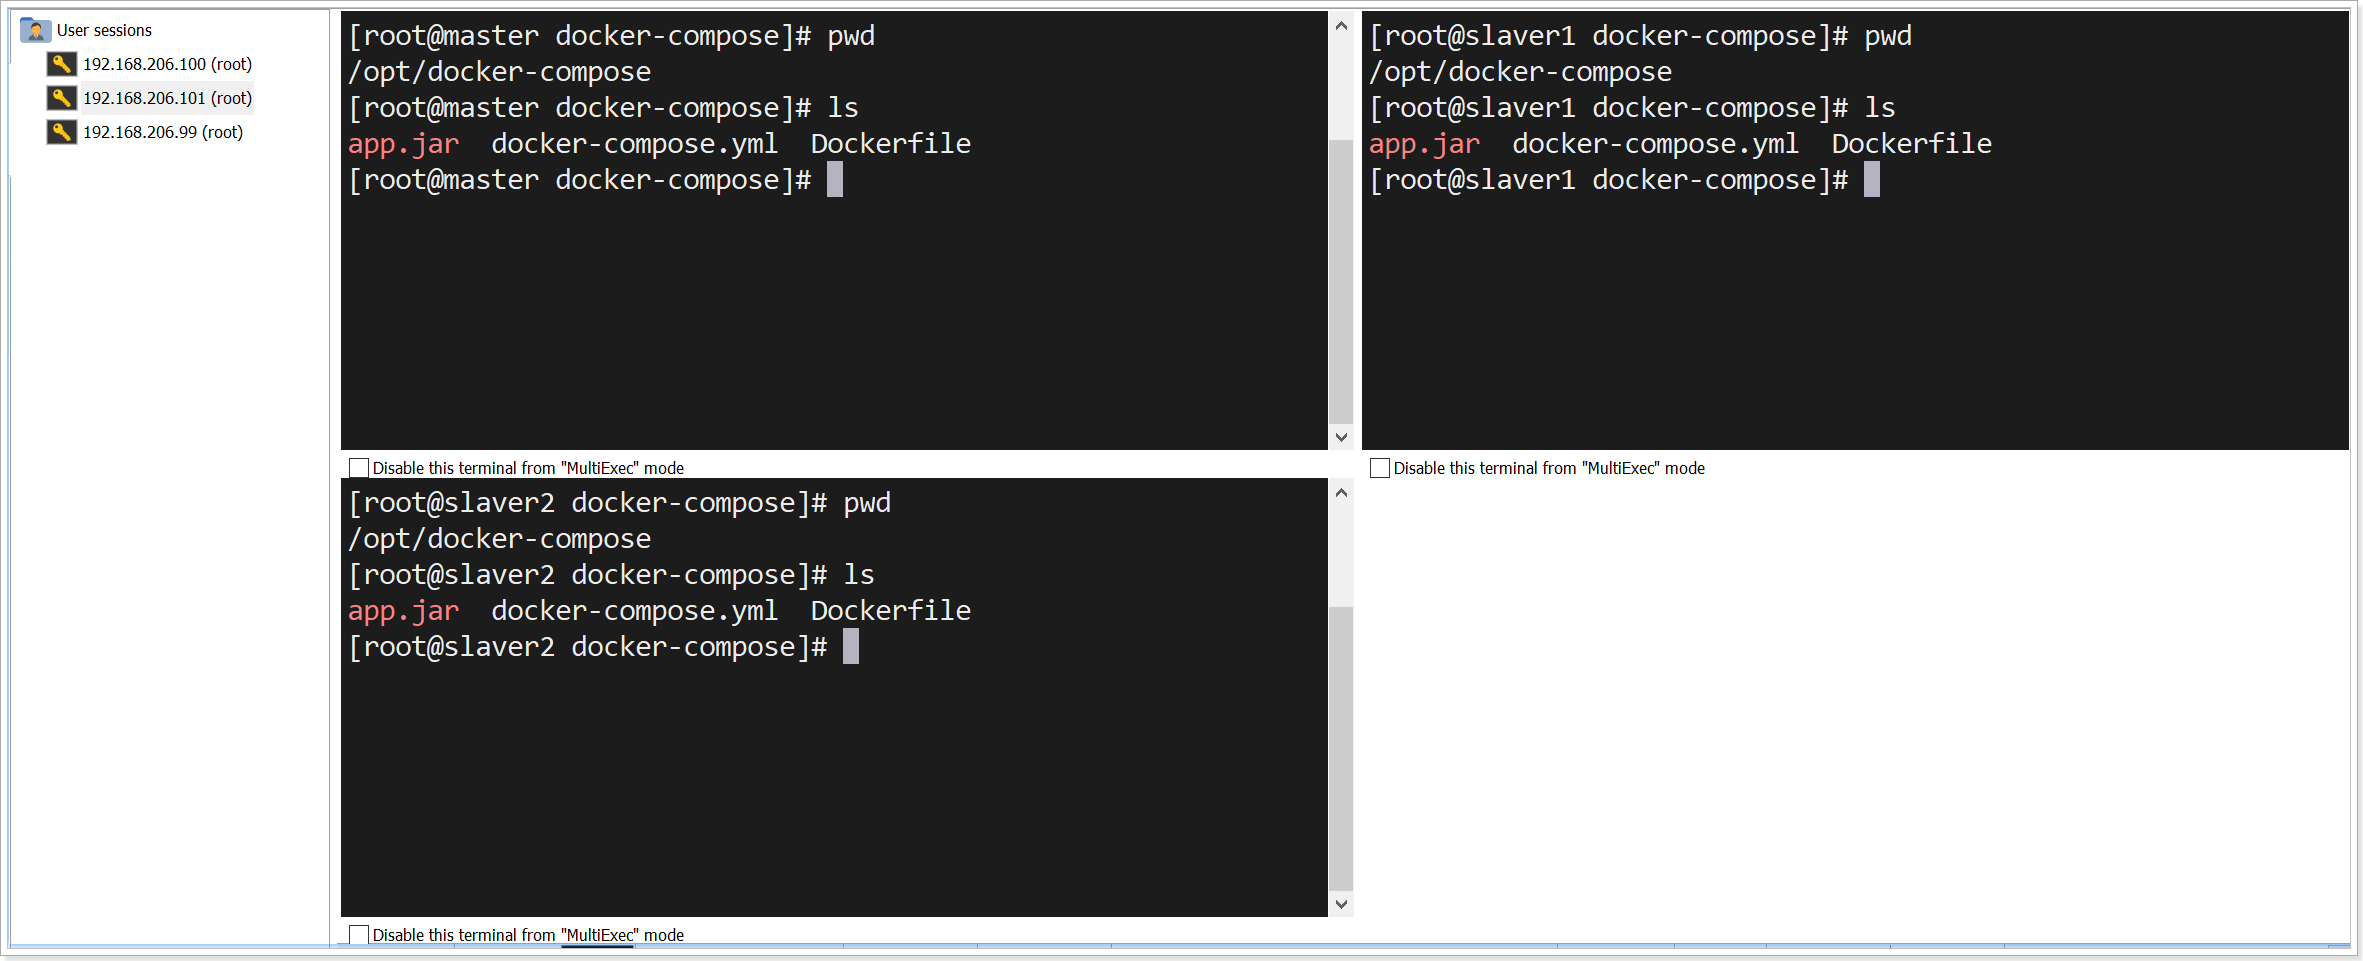 User sessions
192.168.206.100 (root)
192.168.206.101 (root)
192.168.206.99 (root)
[root@master docker-compose]# pwd
/opt/docker-compose
[root@master docker-compose]# ls
app.jar  docker-compose.yml  Dockerfile
[root@master docker-compose]#
Disable this terminal from "MultiExec" mode
[root@slaver1 docker-compose]# pwd
/opt/docker-compose
[root@slaver1 docker-compose]# ls
app.jar  docker-compose.yml  Dockerfile
[root@slaver1 docker-compose]#
Disable this terminal from "MultiExec" mode
[root@slaver2 docker-compose]# pwd
/opt/docker-compose
[root@slaver2 docker-compose]# ls
app.jar  docker-compose.yml  Dockerfile
[root@slaver2 docker-compose]#
Disable this terminal from "MultiExec" mode